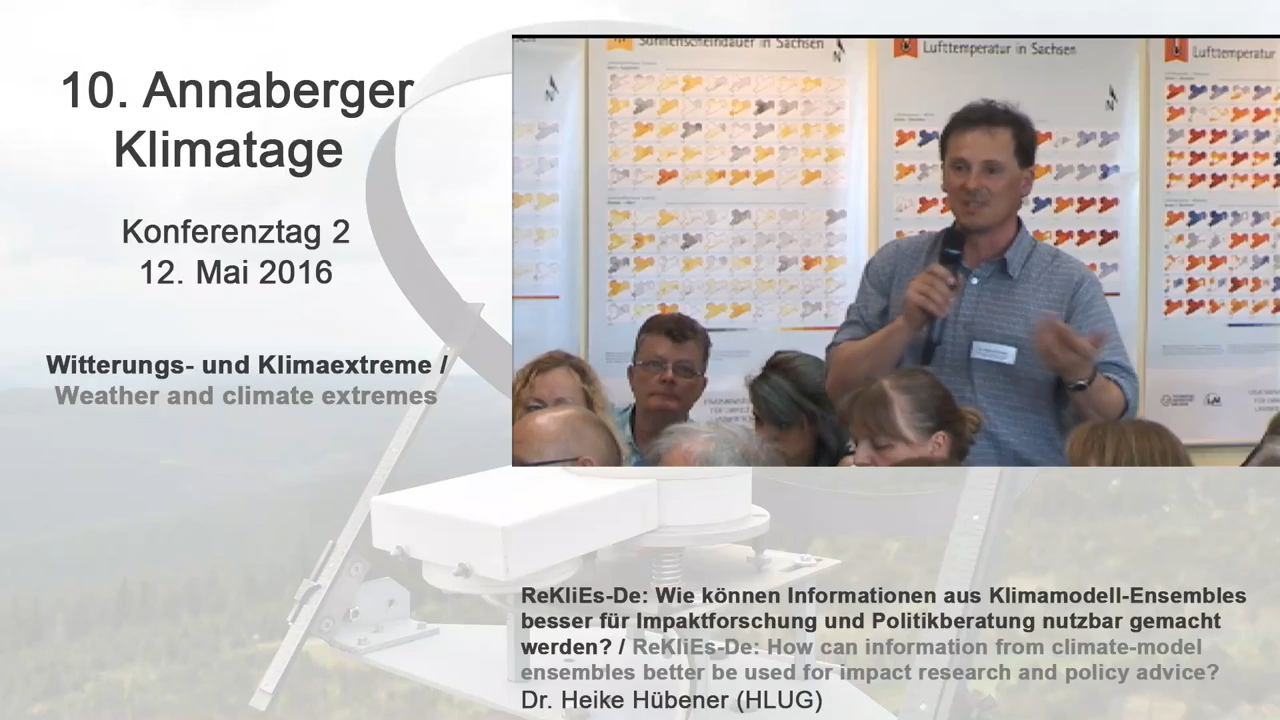 10. Annaberger
Klimatage
Konferenztag 2
12. Mai 2016
Witterungs- und Klimaextreme /
Weather and climate extremes
Sonnenscheindauer in Sachsen
Lufttemperatur in Sachsen
Lufttemperatur
N
N
N
ReKliEs-De: Wie können Informationen aus Klimamodell-Ensembles
besser für Impaktforschung und Politikberatung nutzbar gemacht
werden? / ReKliEs-De: How can information from climate-model
ensembles better be used for impact research and policy advice?
Dr. Heike Hübener (HLUG)